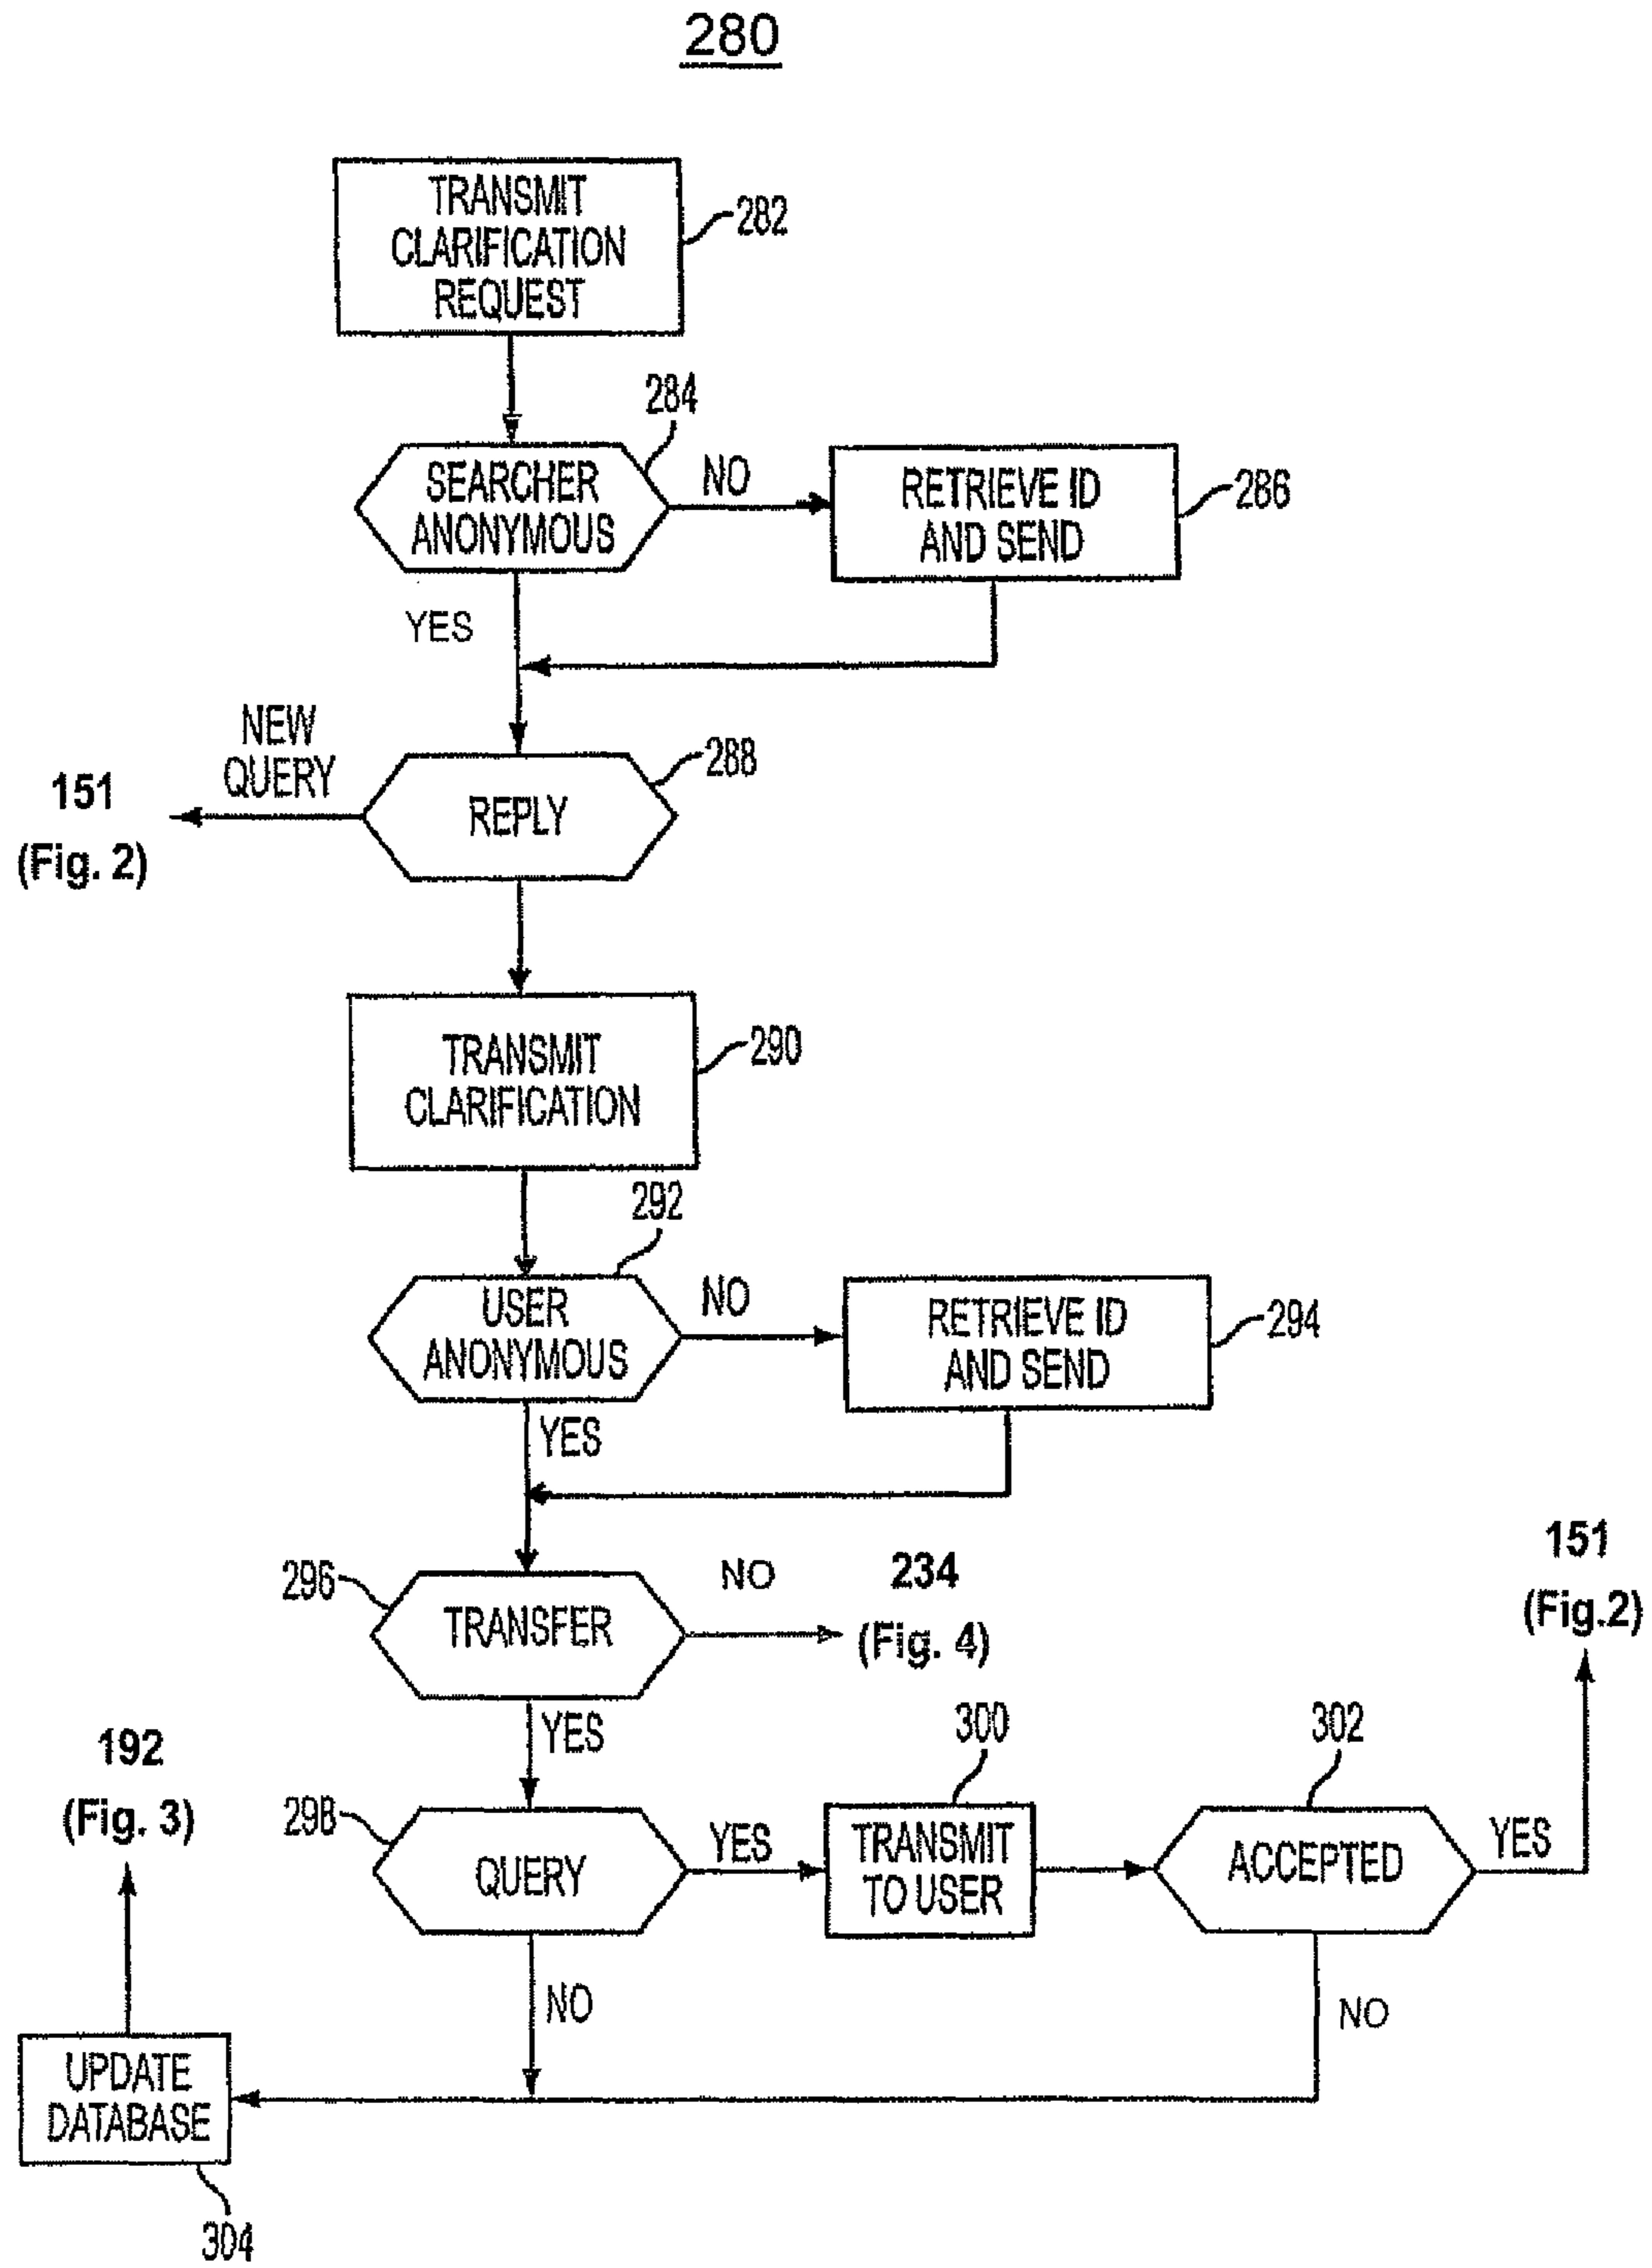 280
TRANSMIT
CLARIFICATION
REQUEST
282
284
SEARCHER
ANONYMOUS
NO
RETRIEVE ID
AND SEND
286
YES
NEW
QUERY
151
(Fig. 2)
REPLY
288
TRANSMIT
CLARIFICATION
290
292
USER
ANONYMOUS
NO
RETRIEVE ID
AND SEND
294
YES
296
TRANSFER
NO
234
(Fig. 4)
151
(Fig.2)
YES
192
(Fig. 3)
298
QUERY
YES
300
TRANSMIT
TO USER
302
ACCEPTED
YES
NO
NO
UPDATE
DATABASE
304